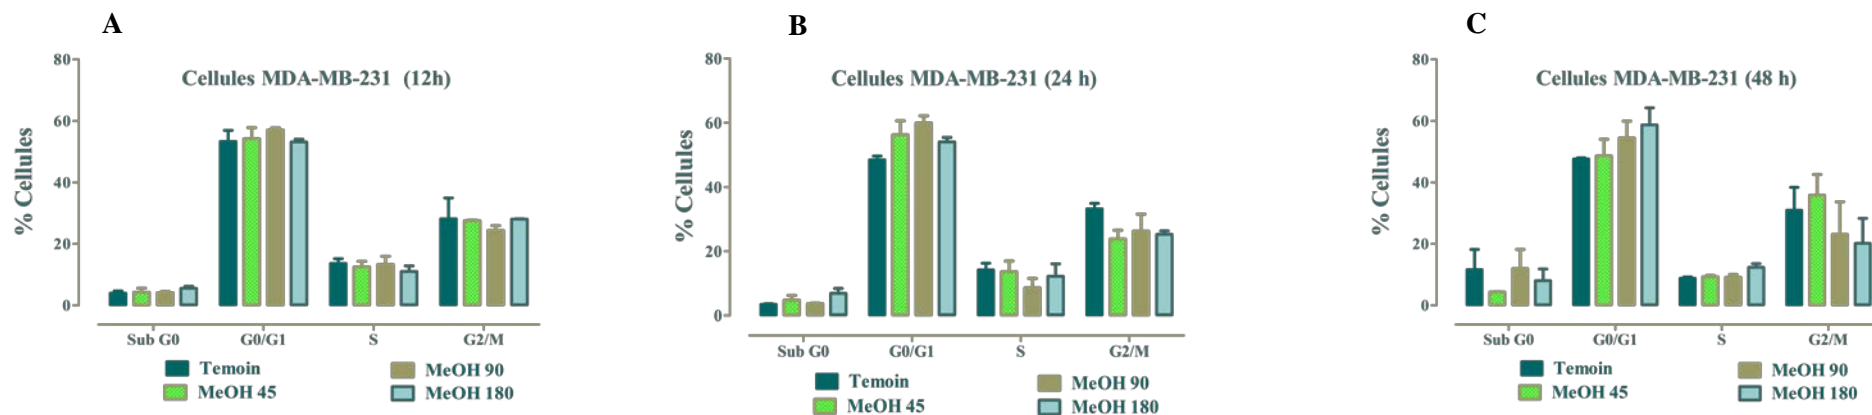 A
Cellules MDA-MB-231 (12h)
% Cellules
80
60
40
20
0
Sub G0
G0/G1
S
G2/M
Temoin
MeOH 90
MeOH 45
MeOH 180
B
Cellules MDA-MB-231 (24 h)
% Cellules
80
60
40
20
0
Sub G0
G0/G1
S
G2/M
Temoin
MeOH 90
MeOH 45
MeOH 180
C
Cellules MDA-MB-231 (48 h)
% Cellules
80
60
40
20
0
Sub G0
G0/G1
S
G2/M
Temoin
MeOH 90
MeOH 45
MeOH 180